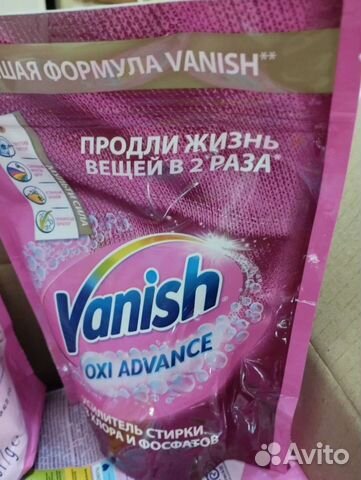 ШАЯ ФОРМУЛА VANISH**
ПРОДЛИ ЖИЗНЬ
ВЕЩЕЙ В 2 РАЗА*
Vanish
OXI ADVANCE
УСИЛИТЕЛЬ СТИРКИ
ХЛОРА И ФОСФАТОВ
Avito